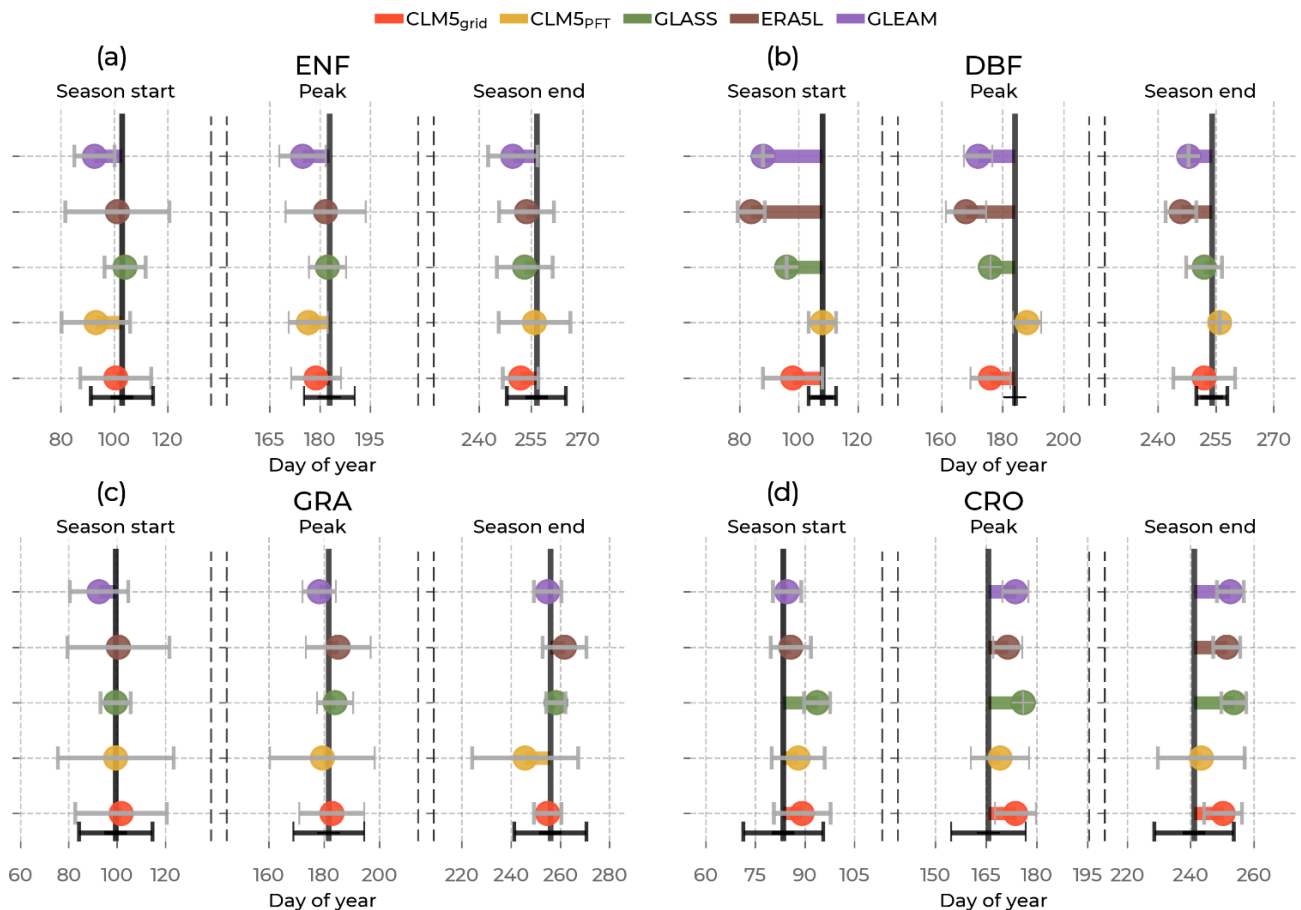 CLM5grid CLM5PFT GLASS ERA5L GLEAM
(a) ENF (b) DBF
Season start Peak Season end Season start Peak Season end
80 100 120 165 180 195 240 255 270 80 100 120 160 180 200 240 255 270
Day of year Day of year
(c) GRA (d) CRO
Season start Peak Season end Season start Peak Season end
60 80 100 120 160 180 200 220 240 260 280 60 75 90 105 150 165 180 195 220 240 260
Day of year Day of year